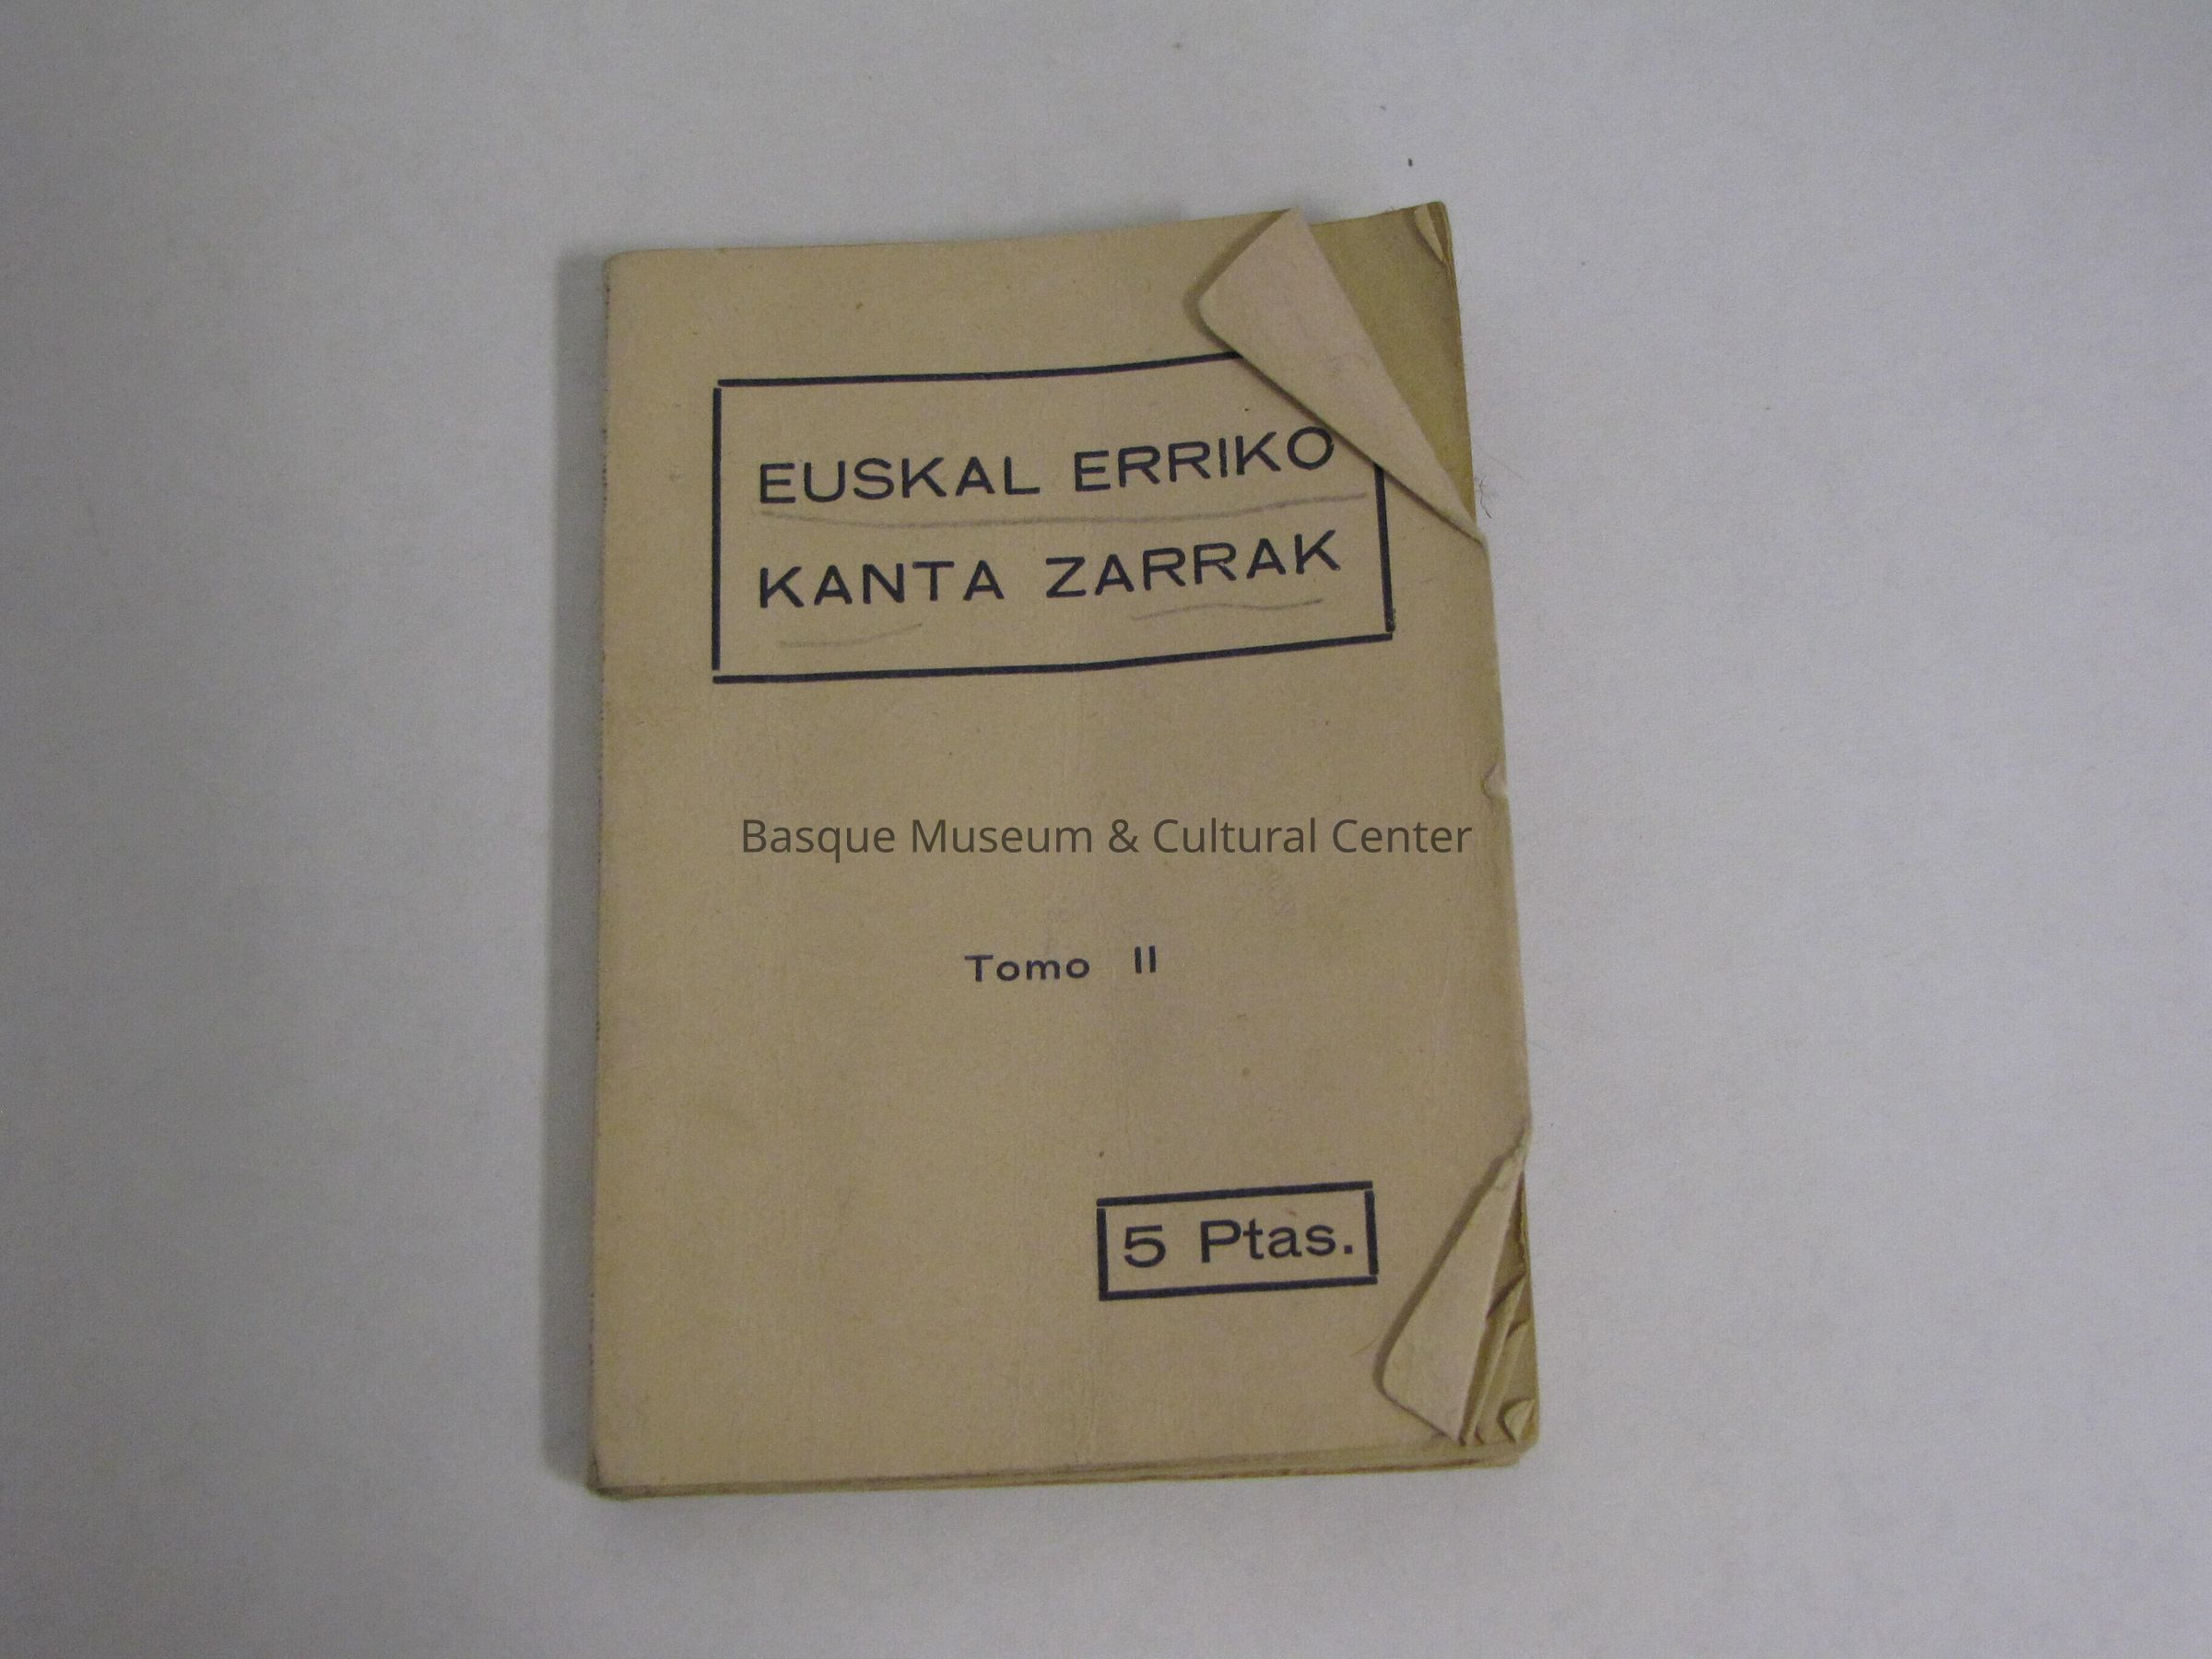 EUSKAL ERRIKO
KANTA ZARRAK
Basque Museum & Cultural Center
Tomo II
5 Ptas.